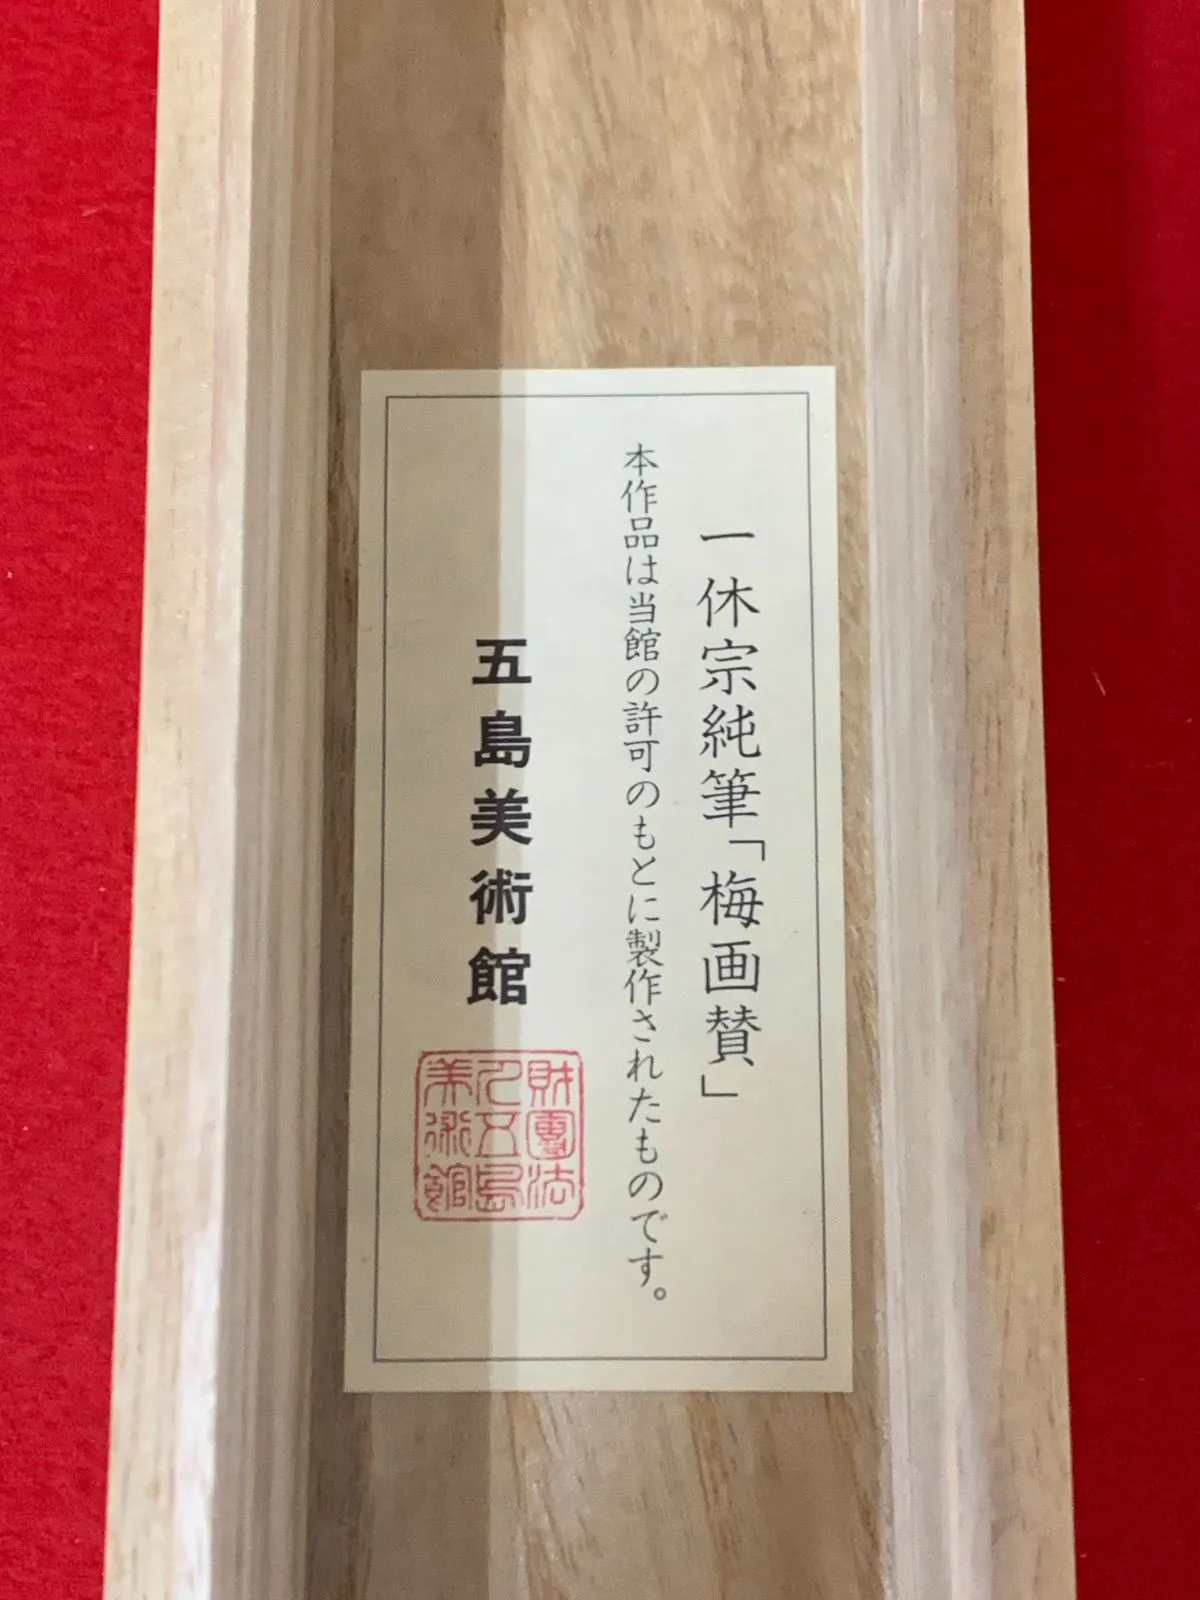 一休宗純筆「梅画賛」
本作品は当館の許可のもとに製作されたものです。
五島美術館
財團法
人五島
美術館